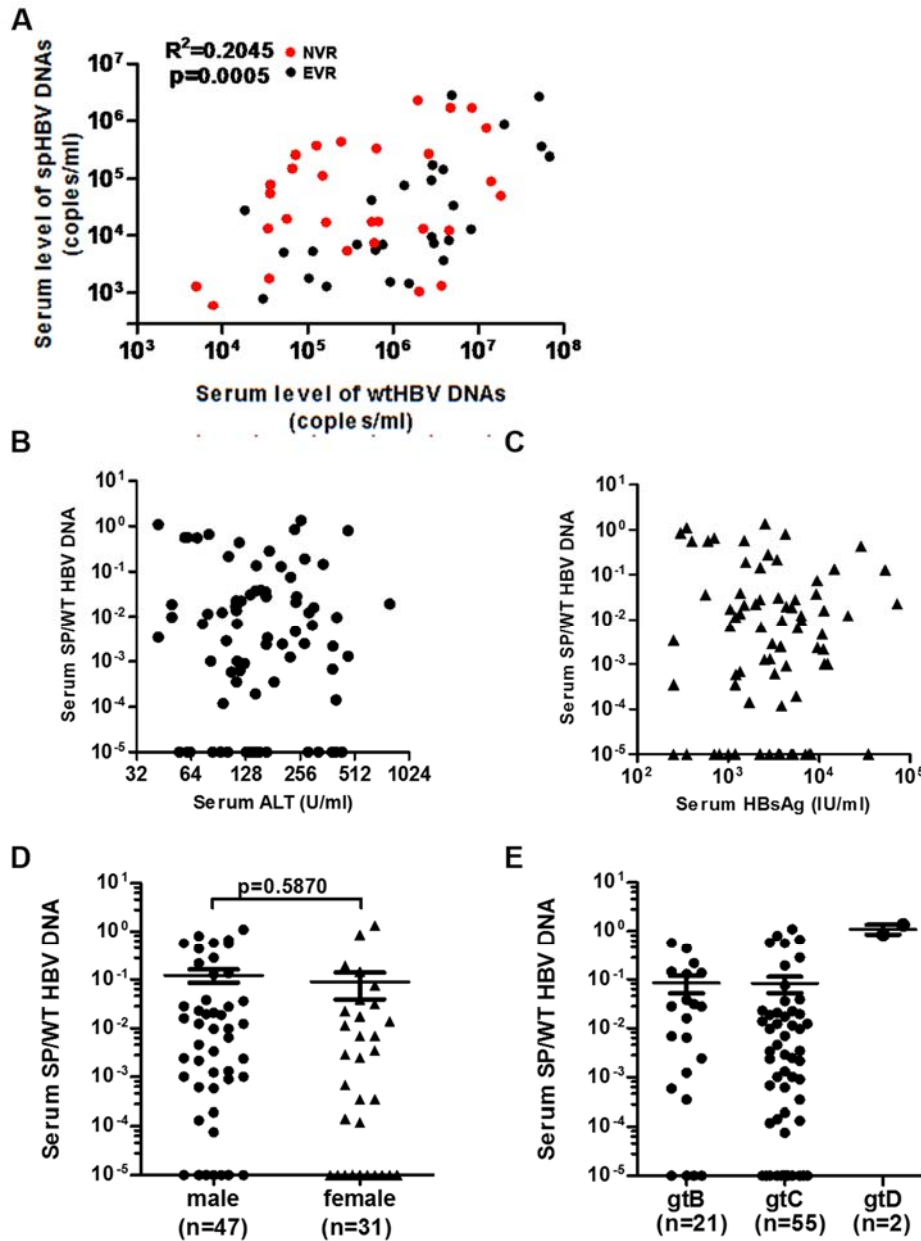 A
R²=0.2045 NVR
p=0.0005 EVR
Serum level of spHBV DNAs
(coples/ml)
10⁷
10⁶
10⁵
10⁴
10³
10³ 10⁴ 10⁵ 10⁶ 10⁷ 10⁸
Serum level of wtHBV DNAs
(coples/ml)
B
Serum SP/WT HBV DNA
10¹
10⁰
10⁻¹
10⁻²
10⁻³
10⁻⁴
10⁻⁵
32 64 128 256 512 1024
Serum ALT (U/ml)
C
Serum SP/WT HBV DNA
10¹
10⁰
10⁻¹
10⁻²
10⁻³
10⁻⁴
10⁻⁵
10² 10³ 10⁴ 10⁵
Serum HBsAg (IU/ml)
D
p=0.5870
Serum SP/WT HBV DNA
10¹
10⁰
10⁻¹
10⁻²
10⁻³
10⁻⁴
10⁻⁵
male female
(n=47) (n=31)
E
Serum SP/WT HBV DNA
10¹
10⁰
10⁻¹
10⁻²
10⁻³
10⁻⁴
10⁻⁵
gtB gtC gtD
(n=21) (n=55) (n=2)